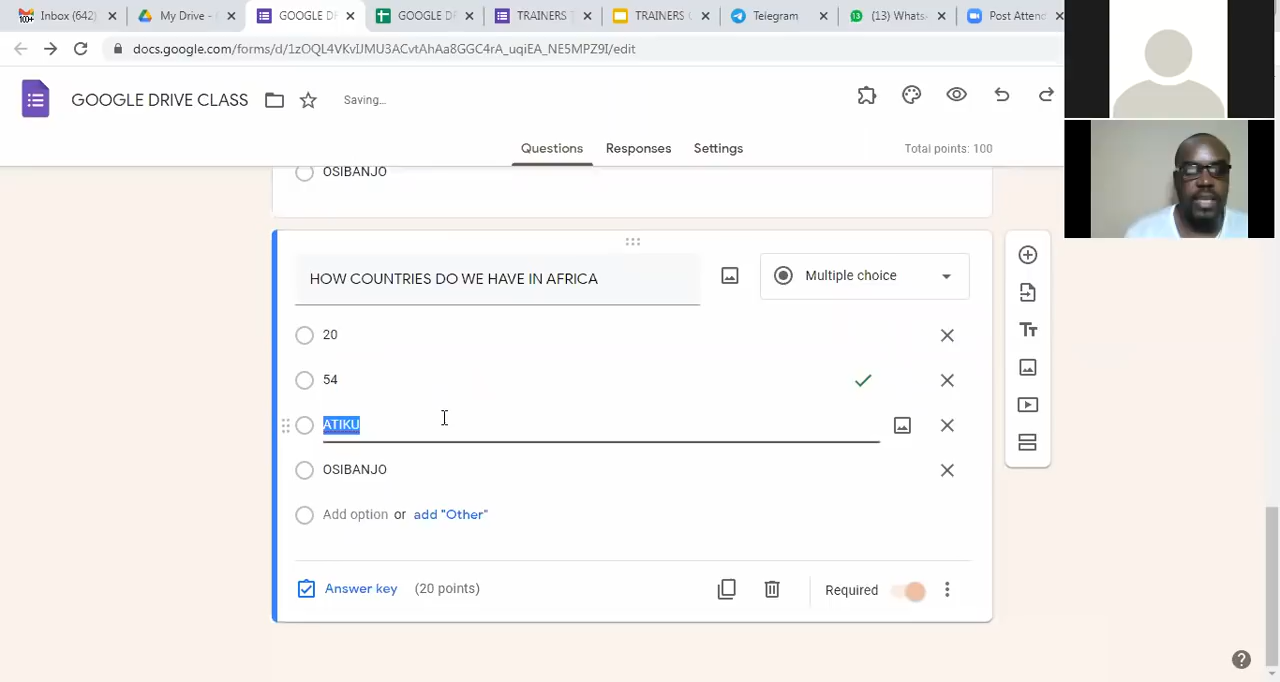 Inbox (642)
My Drive -
GOOGLE D
GOOGLE D
TRAINERS
TRAINERS
Telegram
(13) Whats
Post Attend
docs.google.com/forms/d/1zOQL4VKvIJMU3ACvtAhAa8GGC4rA_uqiEA_NE5MPZ9I/edit
GOOGLE DRIVE CLASS
Saving...
Questions
Responses
Settings
Total points: 100
OSIBANJO
HOW COUNTRIES DO WE HAVE IN AFRICA
Multiple choice
20
54
ATIKU
OSIBANJO
Add option or add "Other"
Answer key (20 points)
Required